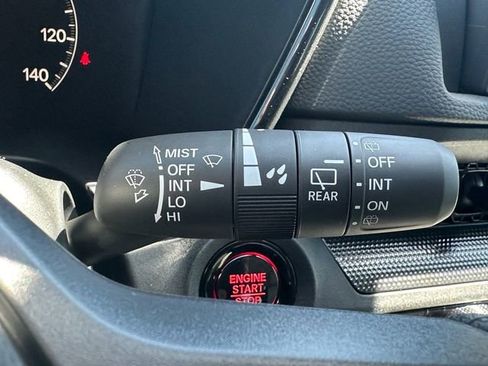 120
140
MIST
OFF
INT
LO
HI
REAR
OFF
INT
ON
ENGINE
START
STOP